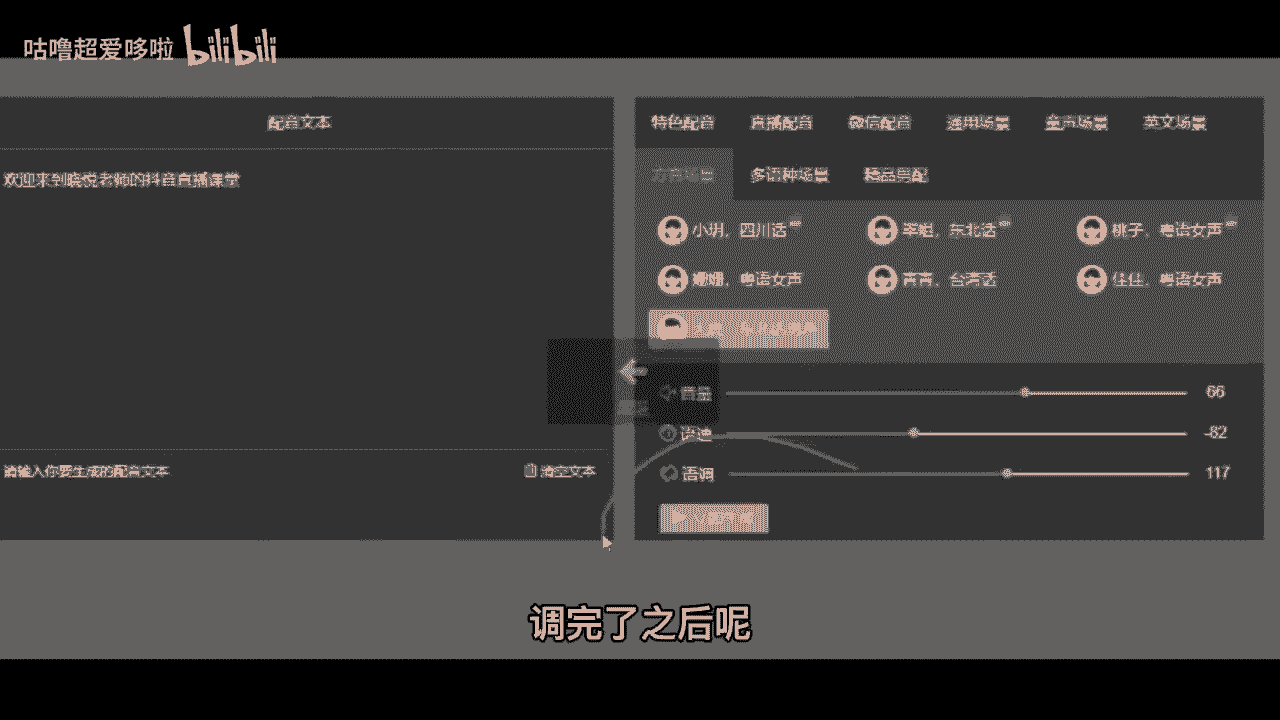 咕噜超爱哆啦 bilibili
配音文本
欢迎来到晓悦老师的抖音直播课堂
请输入你要生成的配音文本
清空文本
特色配音 直播配音 微信配音 通用场景 童声场景 英文场景
方言场景 多语种场景 精品男配
小玥，四川话 东北话 桃子，粤语女声
姗姗，粤语女声 青青，台湾话 佳佳，粤语女声
音量 66
语速 -82
语调 117
调完了之后呢